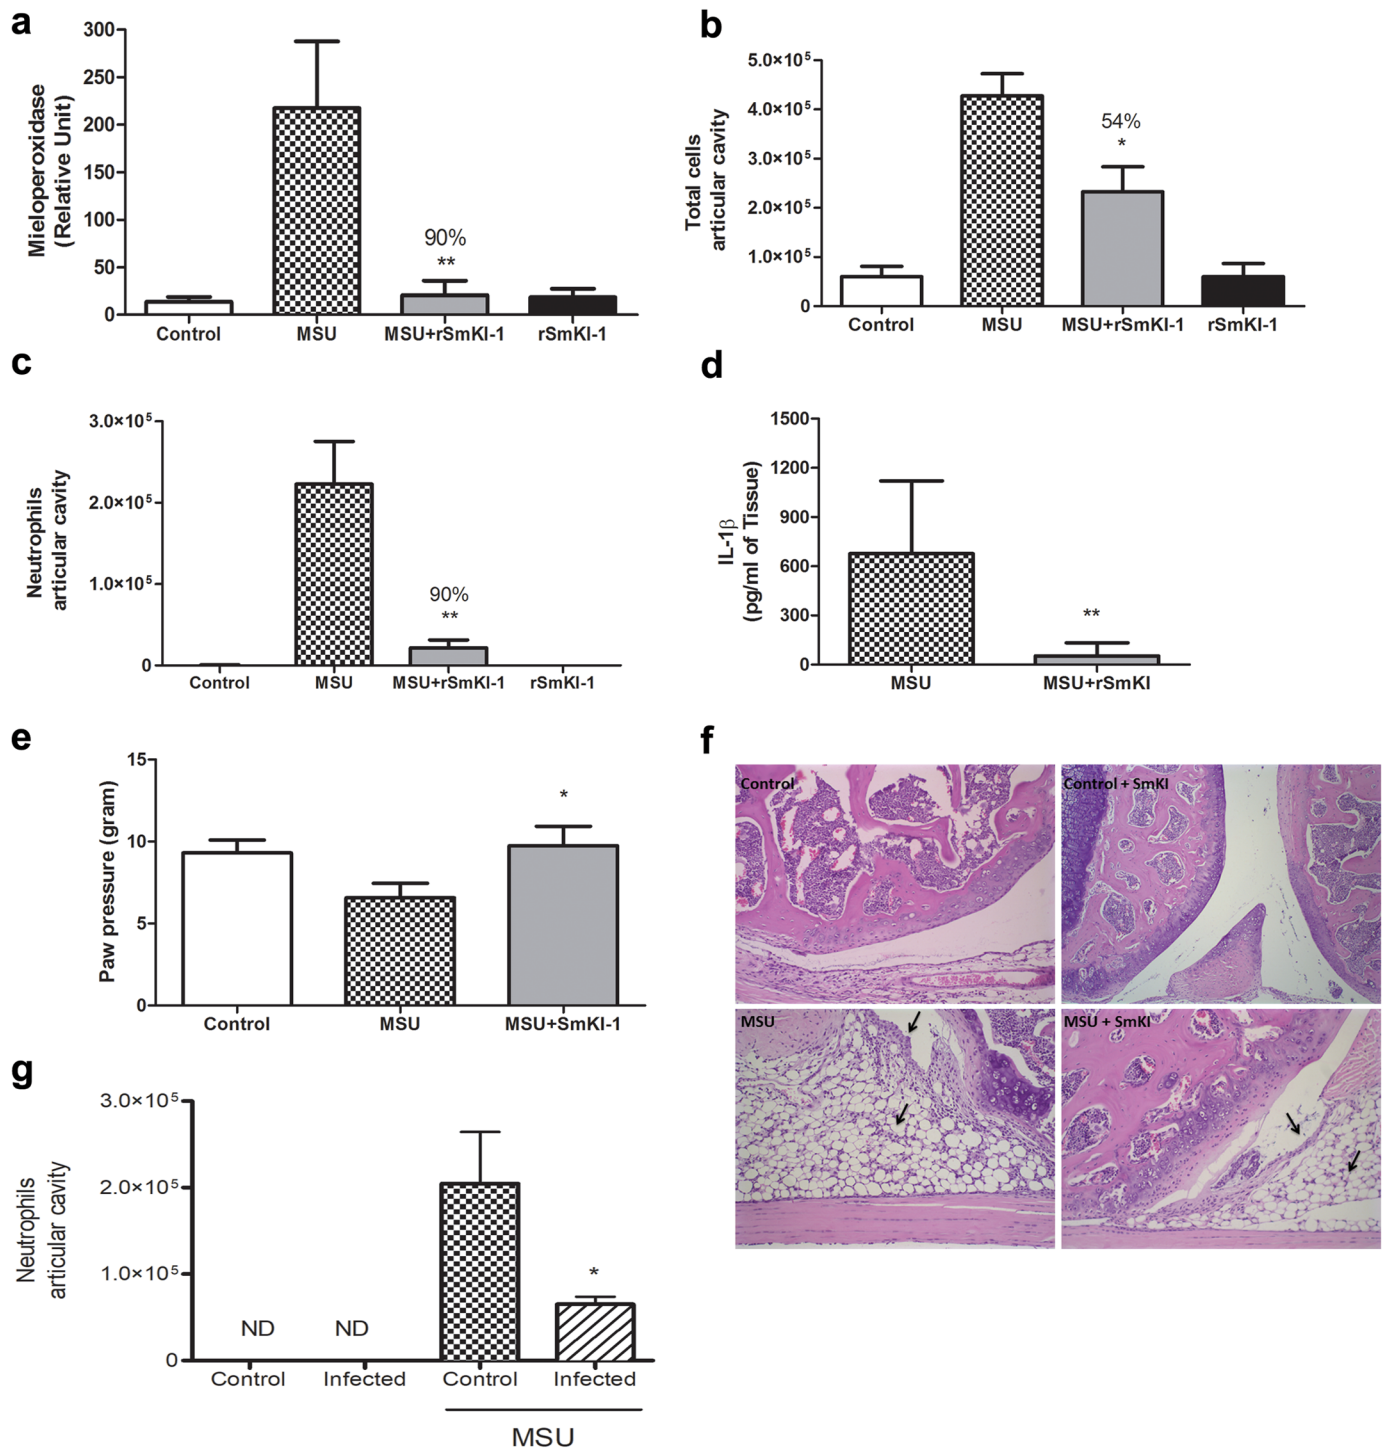 a
Mieloperoxidase
(Relative Unit)
300
250
200
150
100
50
0
90%
**
Control
MSU
MSU+rSmKI-1
rSmKI-1
b
Total cells
articular cavity
5.0×10⁵
4.0×10⁵
3.0×10⁵
2.0×10⁵
1.0×10⁵
0
54%
*
Control
MSU
MSU+rSmKI-1
rSmKI-1
c
Neutrophils
articular cavity
3.0×10⁵
2.0×10⁵
1.0×10⁵
0
90%
**
Control
MSU
MSU+rSmKI-1
rSmKI-1
d
IL-1β
(pg/ml of Tissue)
1500
1200
900
600
300
0
**
MSU
MSU+rSmKI
e
Paw pressure (gram)
15
10
5
0
*
Control
MSU
MSU+SmKI-1
f
Control
Control + SmKI
MSU
MSU + SmKI
g
Neutrophils
articular cavity
3.0×10⁵
2.0×10⁵
1.0×10⁵
0
ND
ND
*
Control
Infected
Control
Infected
MSU